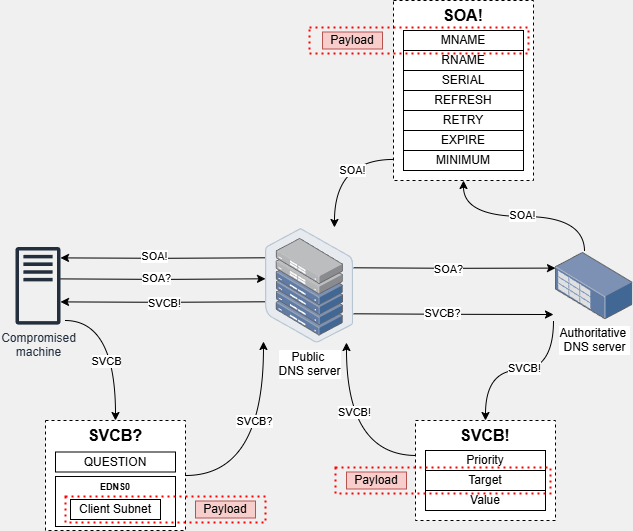 SOA!
Payload
MNAME
RNAME
SERIAL
REFRESH
RETRY
EXPIRE
MINIMUM
SOA!
SOA!
SOA!
SOA?
SVCB!
SOA?
SVCB?
Compromised
machine
Public
DNS server
Authoritative
DNS server
SVCB
SVCB?
SVCB!
SVCB!
SVCB?
QUESTION
EDNS0
Client Subnet
Payload
SVCB!
Priority
Payload
Target
Value